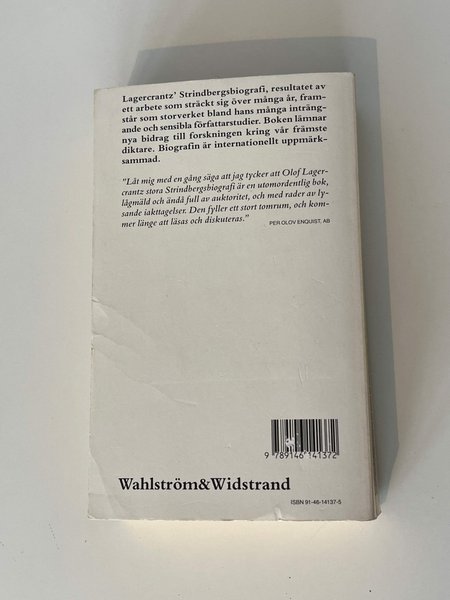 Lagercrantz’ Strindbergsbiografi, resultatet av
ett arbete som sträckt sig över många år, fram-
står som storverket bland hans många inträng-
ande och sensibla författarstudier. Boken lämnar
nya bidrag till forskningen kring vår främste
diktare. Biografin är internationellt uppmärk-
sammad.
"Låt mig med en gång säga att jag tycker att Olof Lager-
crantz stora Strindbergsbiografi är en utomordentlig bok,
lågmäld och ändå full av auktoritet, och med rader av ly-
sande iakttagelser. Den fyller ett stort tomrum, och kom-
mer länge att läsas och diskuteras."
PER OLOV ENQUIST, AB
9 789146 141372
Wahlström&Widstrand
ISBN 91-46-14137-5